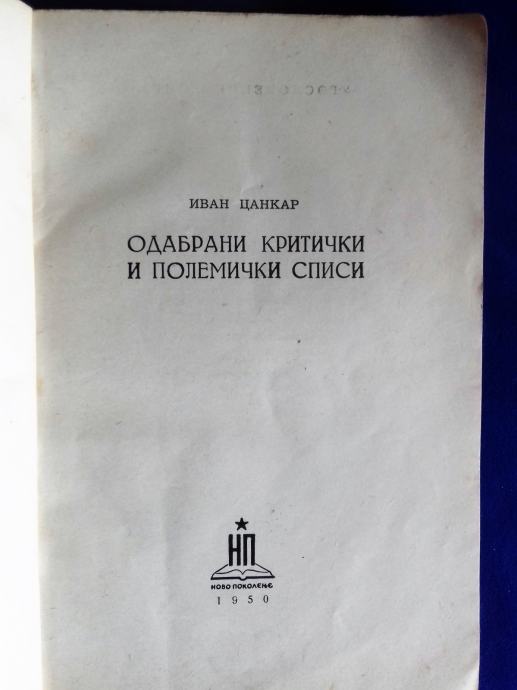 ИВАН ЦАНКАР
ОДАБРАНИ КРИТИЧКИ
И ПОЛЕМИЧКИ СПИСИ
НП
НОВО ПОКОЛЕЊЕ
1950